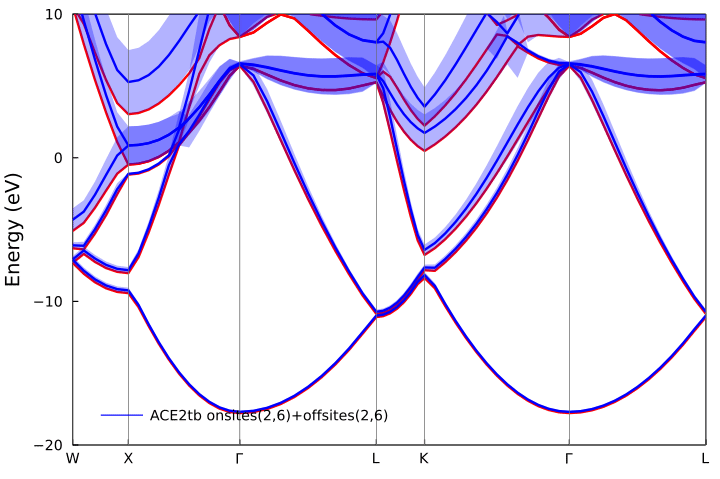 10
0
−10
−20
Energy (eV)
ACE2tb onsites(2,6)+offsites(2,6)
W X Γ L K Γ L